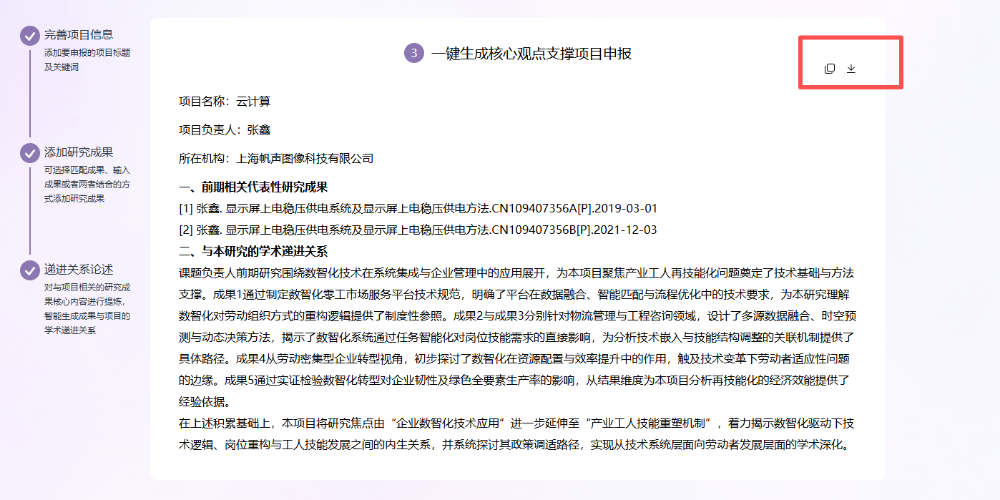 完善项目信息
添加要申报的项目标题
及关键词
添加研究成果
可选择匹配成果、输入
成果或者两者结合的方
式添加研究成果
递进关系论述
对与项目相关的研究成
果核心内容进行提炼，
智能生成成果与项目的
学术递进关系
3 一键生成核心观点支撑项目申报
项目名称：云计算
项目负责人：张鑫
所在机构：上海帆声图像科技有限公司
一、前期相关代表性研究成果
[1] 张鑫. 显示屏上电稳压供电系统及显示屏上电稳压供电方法.CN109407356A[P].2019-03-01
[2] 张鑫. 显示屏上电稳压供电系统及显示屏上电稳压供电方法.CN109407356B[P].2021-12-03
二、与本研究的学术递进关系
课题负责人前期研究围绕数智化技术在系统集成与企业管理中的应用展开，为本项目聚焦产业工人再技能化问题奠定了技术基础与方法
支撑。成果1通过制定数智化零工市场服务平台技术规范，明确了平台在数据融合、智能匹配与流程优化中的技术要求，为本研究理解
数智化对劳动组织方式的重构逻辑提供了制度性参照。成果2与成果3分别针对物流管理与工程咨询领域，设计了多源数据融合、时空预
测与动态决策方法，揭示了数智化系统通过任务智能化对岗位技能需求的直接影响，为分析技术嵌入与技能结构调整的关联机制提供了
具体路径。成果4从劳动密集型企业转型视角，初步探讨了数智化在资源配置与效率提升中的作用，触及技术变革下劳动者适应性问题
的边缘。成果5通过实证检验数智化转型对企业韧性及绿色全要素生产率的影响，从结果维度为本项目分析再技能化的经济效能提供了
经验依据。
在上述积累基础上，本项目将研究焦点由“企业数智化技术应用”进一步延伸至“产业工人技能重塑机制”，着力揭示数智化驱动下技
术逻辑、岗位重构与工人技能发展之间的内生关系，并系统探讨其政策调适路径，实现从技术系统层面向劳动者发展层面的学术深化。